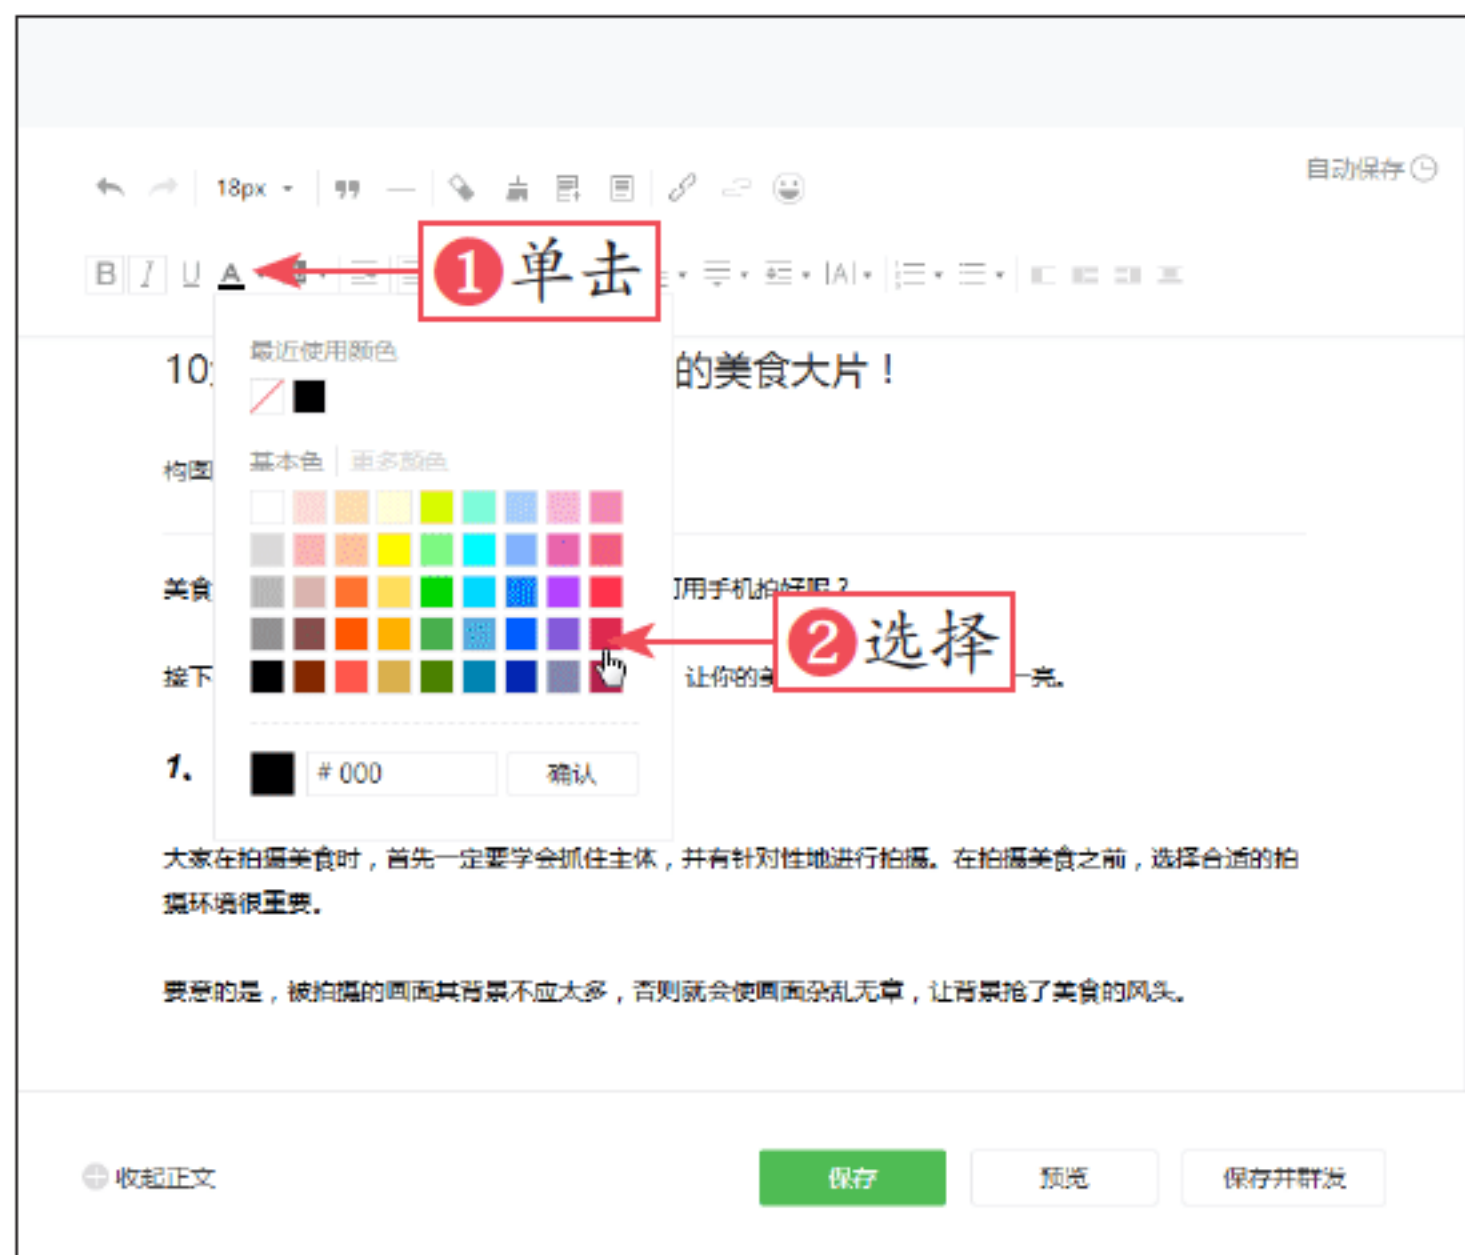 自动保存
18px
B I U A
❶单击
|A|
最近使用颜色
10 的美食大片！
基本色 更多颜色
构图
美食 用手机拍好呢？
❷选择
接下 让你的美 一亮。
1、
# 000 确认
大家在拍摄美食时，首先一定要学会抓住主体，并有针对性地进行拍摄。在拍摄美食之前，选择合适的拍
摄环境很重要。
要意的是，被拍摄的画面其背景不应太多，否则就会使画面杂乱无章，让背景抢了美食的风头。
收起正文 保存 预览 保存并群发